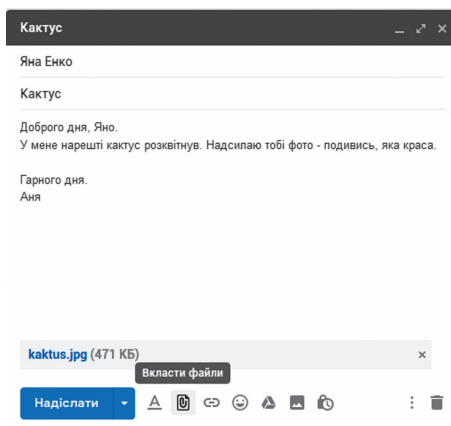 Кактус
Яна Енко
Кактус
Доброго дня, Яно.
У мене нарешті кактус розквітнув. Надсилаю тобі фото - подивись, яка краса.
Гарного дня.
Аня
kaktus.jpg (471 КБ)
Вкласти файли
Надіслати